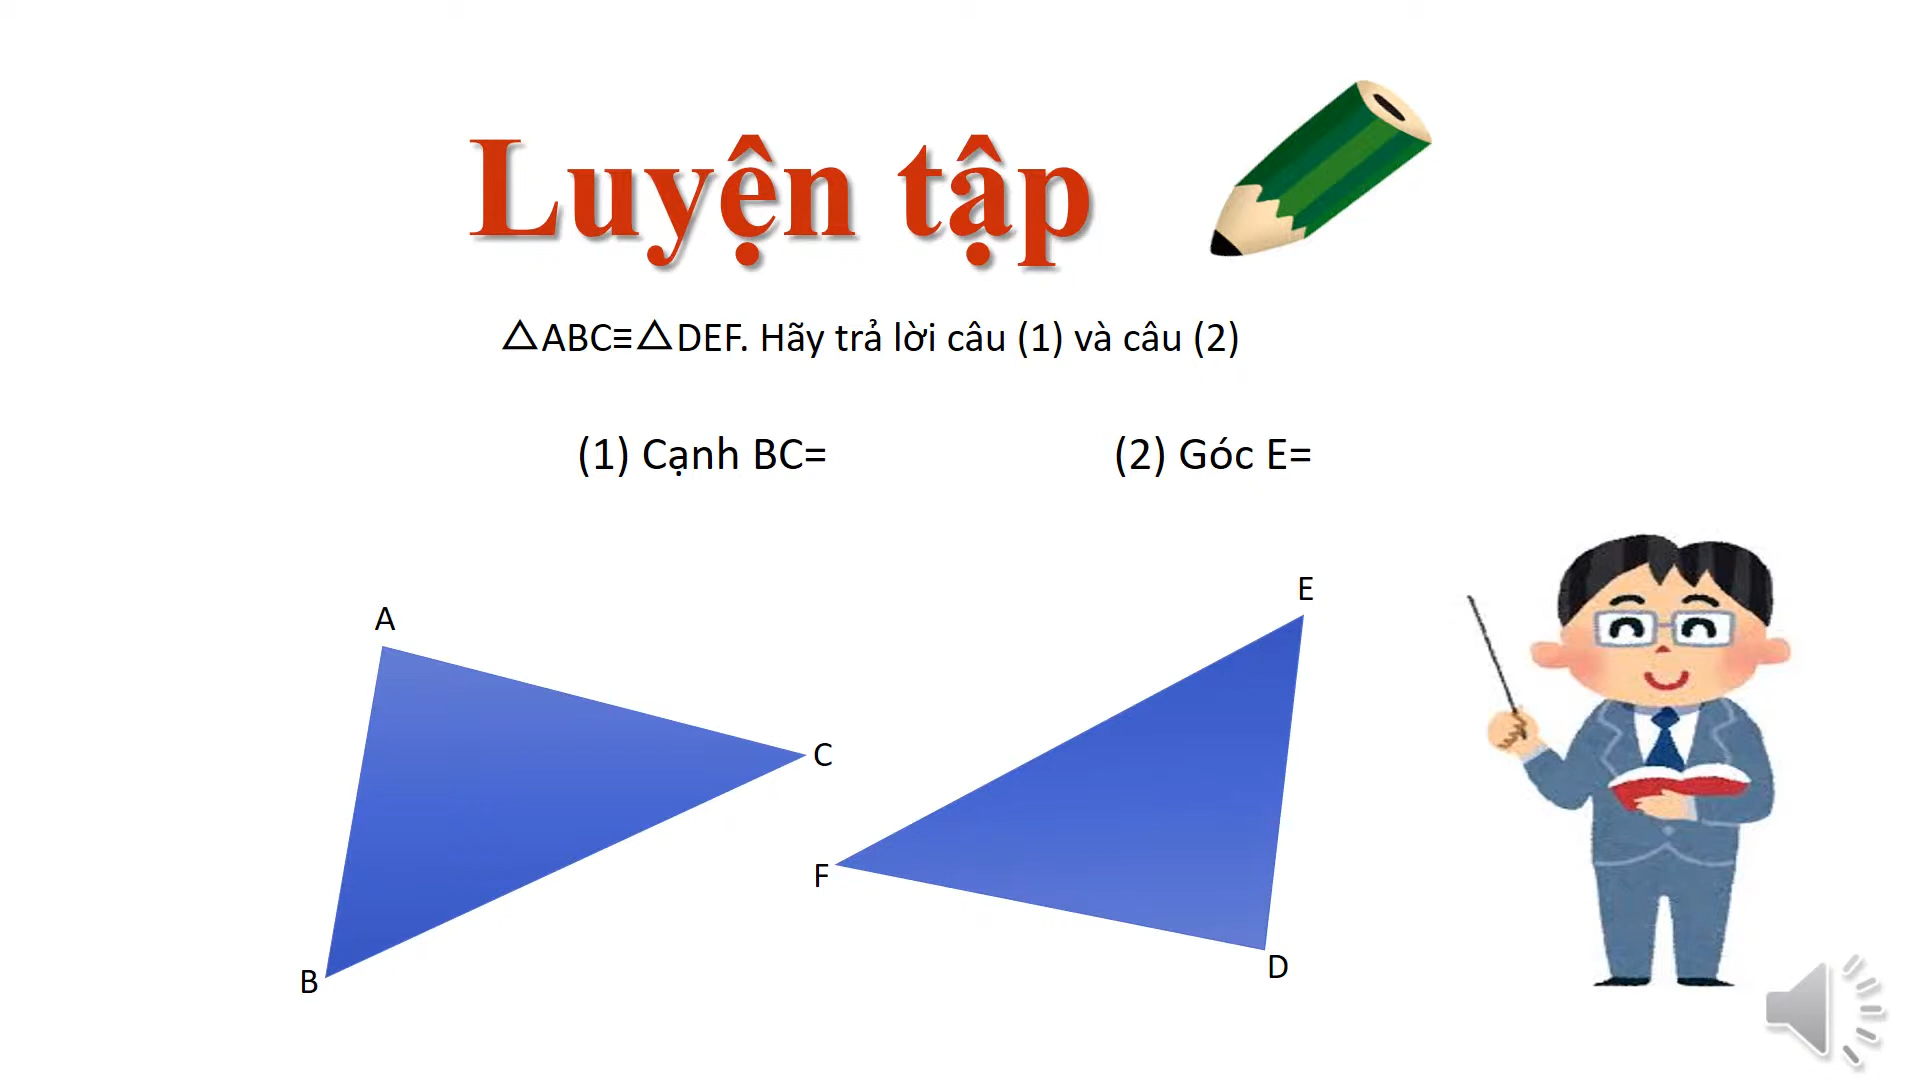 Luyện tập
△ABC≡△DEF. Hãy trả lời câu (1) và câu (2)
(1) Cạnh BC= (2) Góc E=
E
A
C
F
D
B